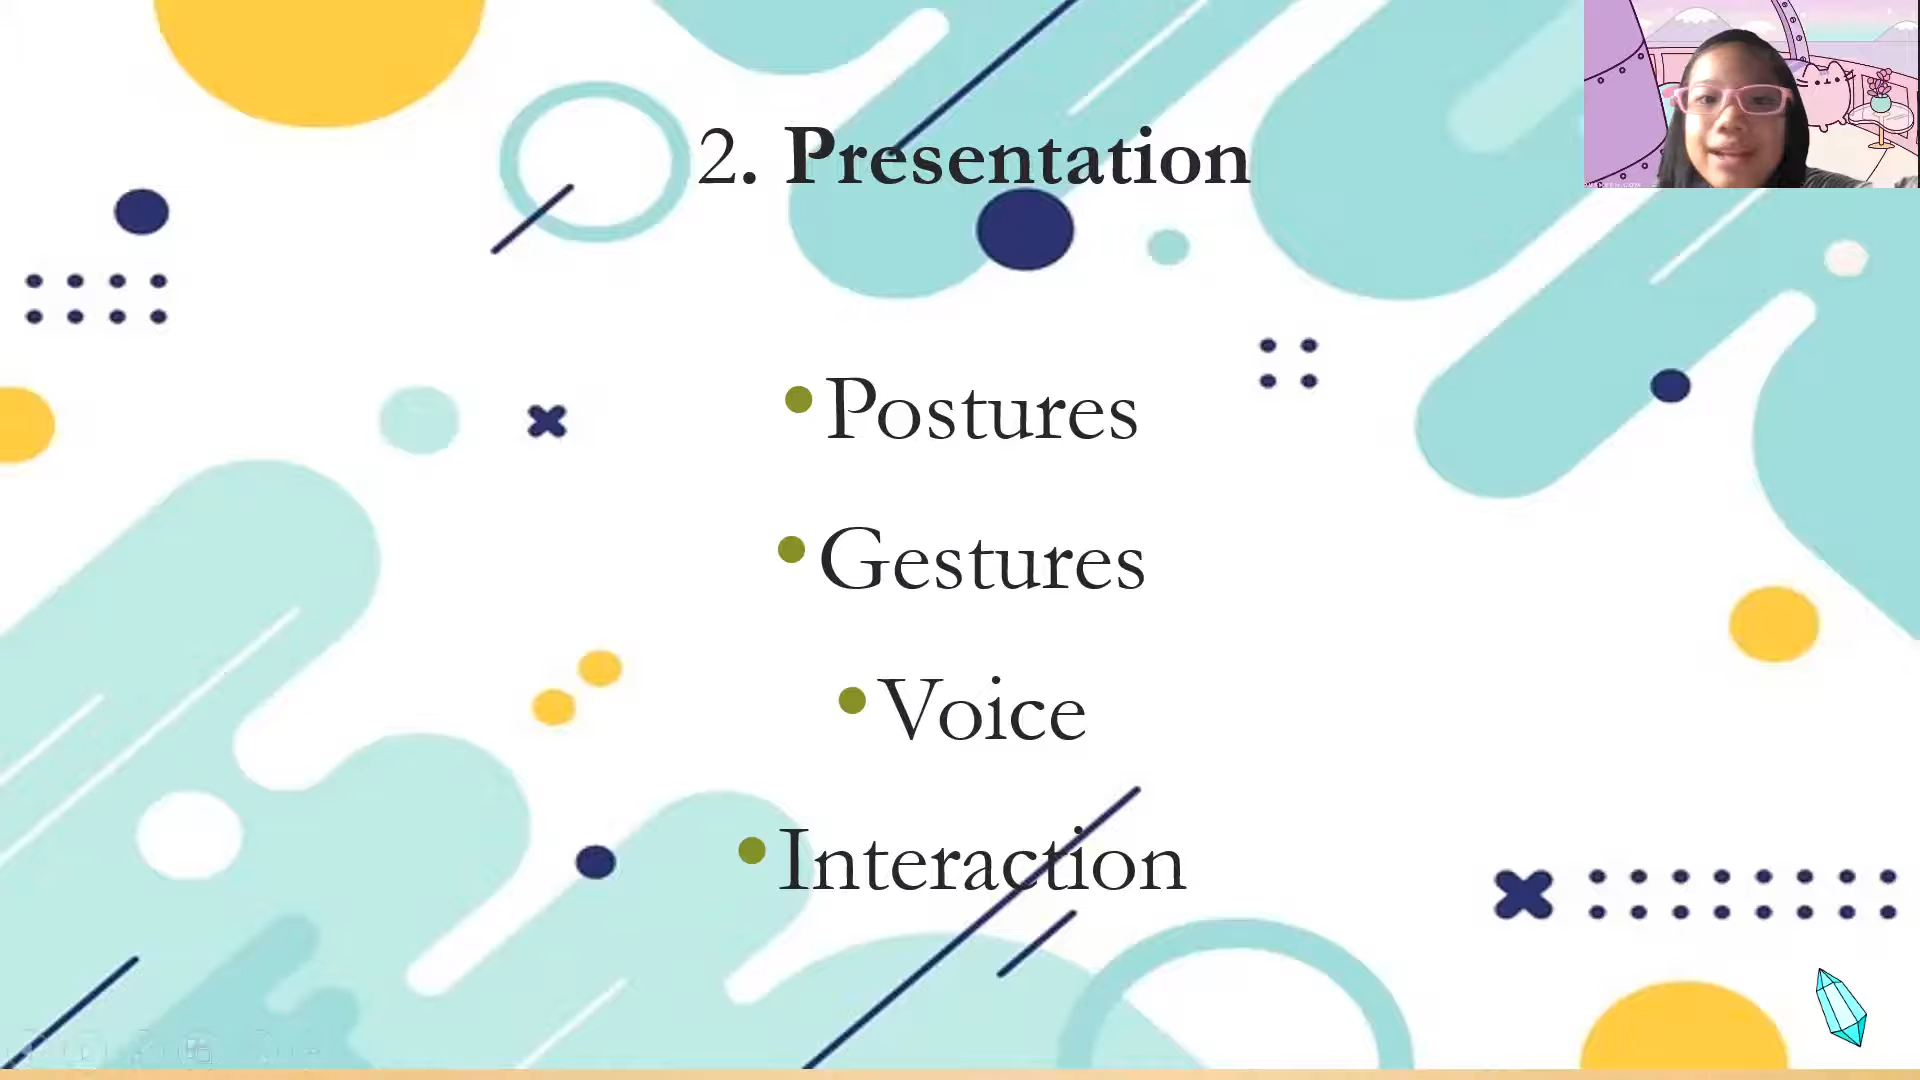 2. Presentation
•Postures
•Gestures
•Voice
•Interaction